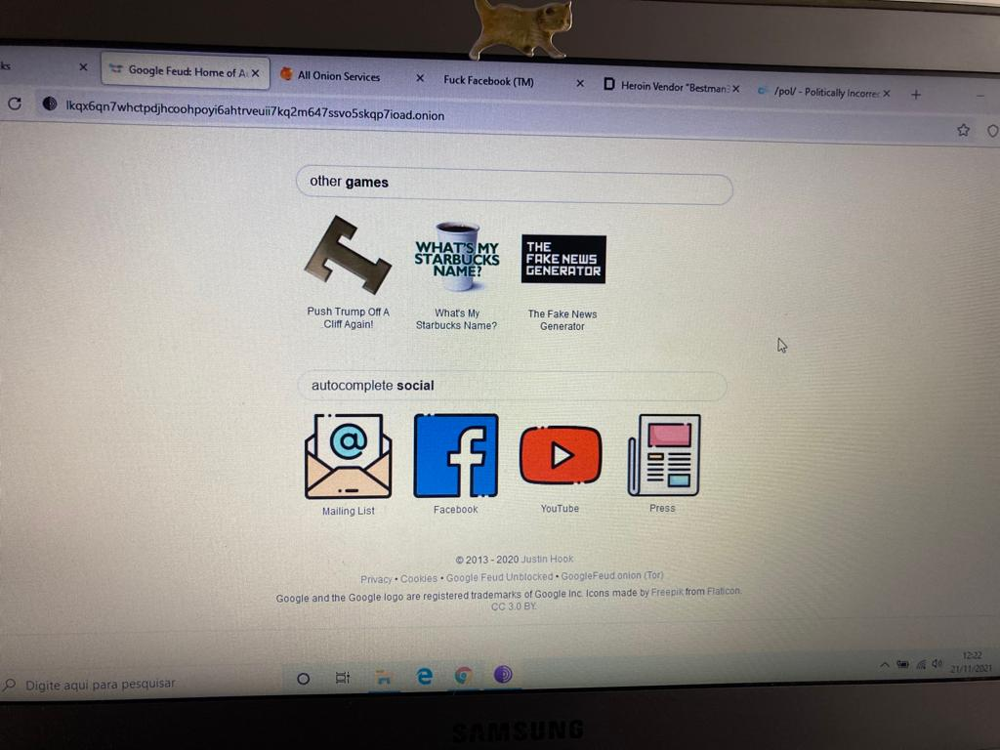 ks
Google Feud: Home of A
All Onion Services
Fuck Facebook (TM)
Heroin Vendor "Bestman
/pol/ - Politically Incorrec
lkqx6qn7whctpdjhcoohpoyi6ahtrveuii7kq2m647ssvo5skqp7ioad.onion
other games
WHAT'S MY
STARBUCKS
NAME?
THE
FAKE NEWS
GENERATOR
Push Trump Off A
Cliff Again!
What's My
Starbucks Name?
The Fake News
Generator
autocomplete social
Mailing List
Facebook
YouTube
Press
© 2013 - 2020 Justin Hook
Privacy • Cookies • Google Feud Unblocked • GoogleFeud.onion (Tor)
Google and the Google logo are registered trademarks of Google Inc. Icons made by Freepik from Flaticon.
CC 3.0 BY.
Digite aqui para pesquisar
12:22
21/11/2021
SAMSUNG